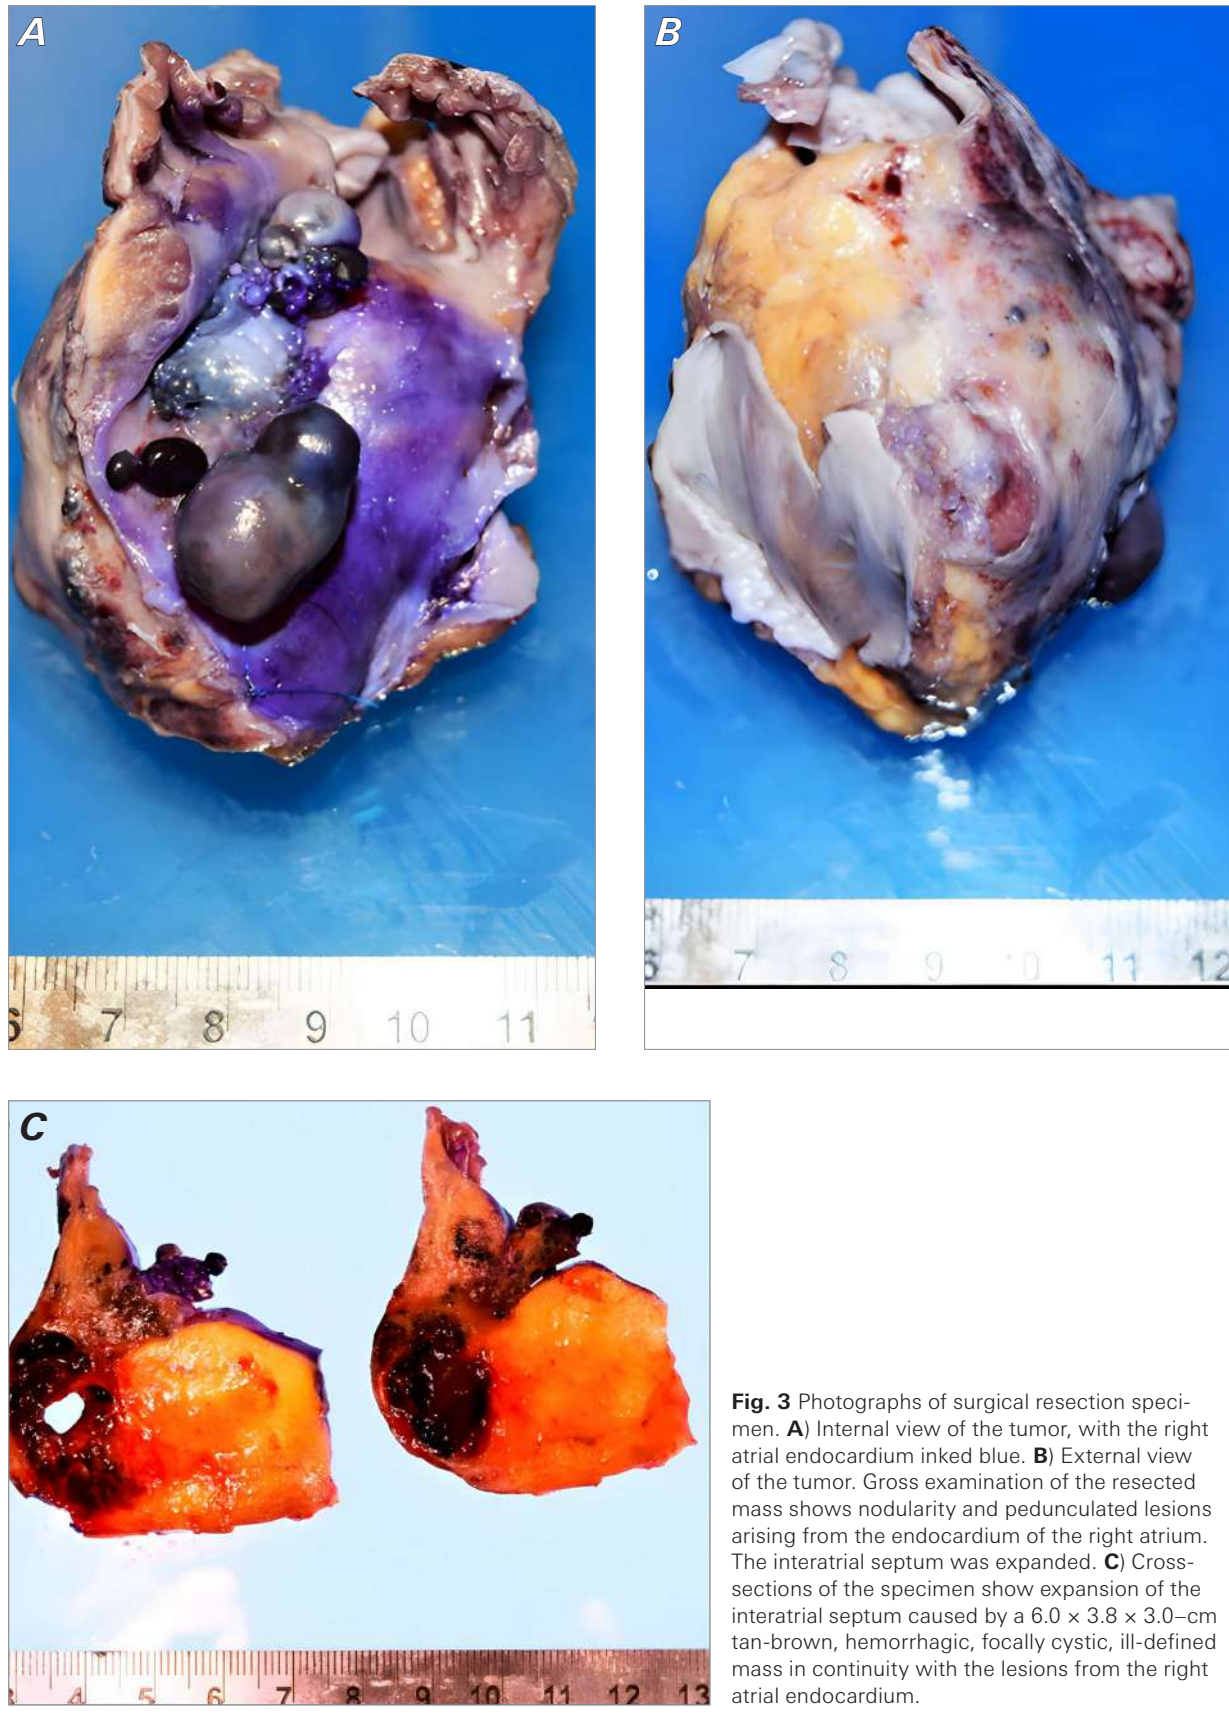 A
B
6 7 8 9 10 11
6 7 8 9 10 11 12
C
4 5 6 7 8 9 10 11 12 13
Fig. 3 Photographs of surgical resection speci-
men. A) Internal view of the tumor, with the right
atrial endocardium inked blue. B) External view
of the tumor. Gross examination of the resected
mass shows nodularity and pedunculated lesions
arising from the endocardium of the right atrium.
The interatrial septum was expanded. C) Cross-
sections of the specimen show expansion of the
interatrial septum caused by a 6.0 × 3.8 × 3.0–cm
tan-brown, hemorrhagic, focally cystic, ill-defined
mass in continuity with the lesions from the right
atrial endocardium.